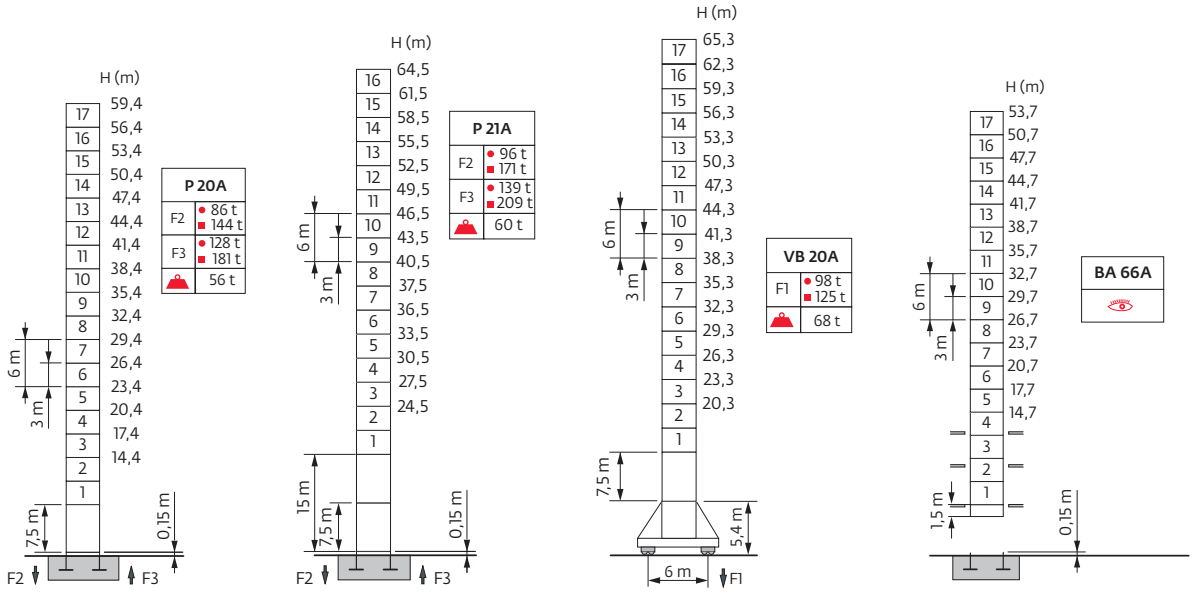 H (m)
17 59,4
16 56,4
15 53,4
14 50,4
13 47,4
12 44,4
11 41,4
10 38,4
9 35,4
8 32,4
7 29,4
6 26,4
5 23,4
4 20,4
3 17,4
2 14,4
1
6 m
3 m
7,5 m
0,15 m
F2
F3
P 20A
F2 86 t
144 t
F3 128 t
181 t
56 t
H (m)
16 64,5
15 61,5
14 58,5
13 55,5
12 52,5
11 49,5
10 46,5
9 43,5
8 40,5
7 37,5
6 36,5
5 33,5
4 30,5
3 27,5
2 24,5
1
6 m
3 m
15 m
7,5 m
0,15 m
F2
F3
P 21A
F2 96 t
171 t
F3 139 t
209 t
60 t
H (m)
17 65,3
16 62,3
15 59,3
14 56,3
13 53,3
12 50,3
11 47,3
10 44,3
9 41,3
8 38,3
7 35,3
6 32,3
5 29,3
4 26,3
3 23,3
2 20,3
1
6 m
3 m
7,5 m
5,4 m
6 m
F1
VB 20A
F1 98 t
125 t
68 t
H (m)
17 53,7
16 50,7
15 47,7
14 44,7
13 41,7
12 38,7
11 35,7
10 32,7
9 29,7
8 26,7
7 23,7
6 20,7
5 17,7
4 14,7
3
2
1
6 m
3 m
1,5 m
0,15 m
BA 66A